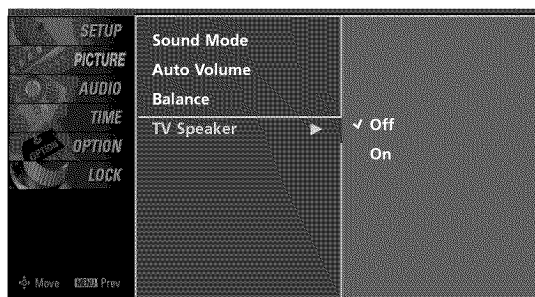 SETUP
PICTURE
AUDIO
TIME
OPTION
LOCK
Move MENU Prev
Sound Mode
Auto Volume
Balance
TV Speaker
Off
On